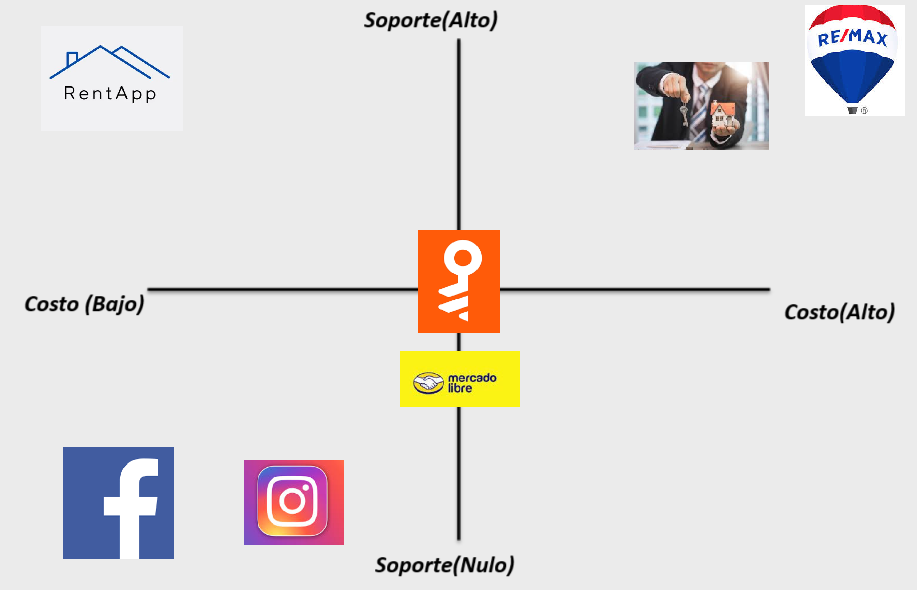 Soporte(Alto)
RE/MAX
®
RentApp
Costo (Bajo)
Costo(Alto)
mercado
libre
f
Soporte(Nulo)